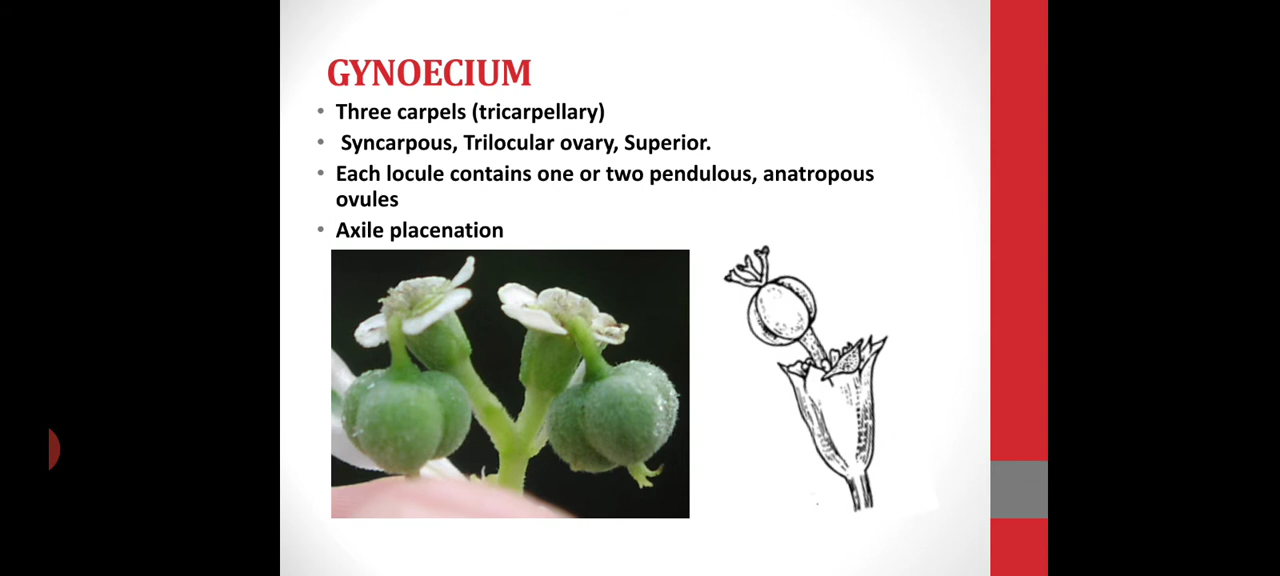 GYNOECIUM
• Three carpels (tricarpellary)
• Syncarpous, Trilocular ovary, Superior.
• Each locule contains one or two pendulous, anatropous
ovules
• Axile placenation